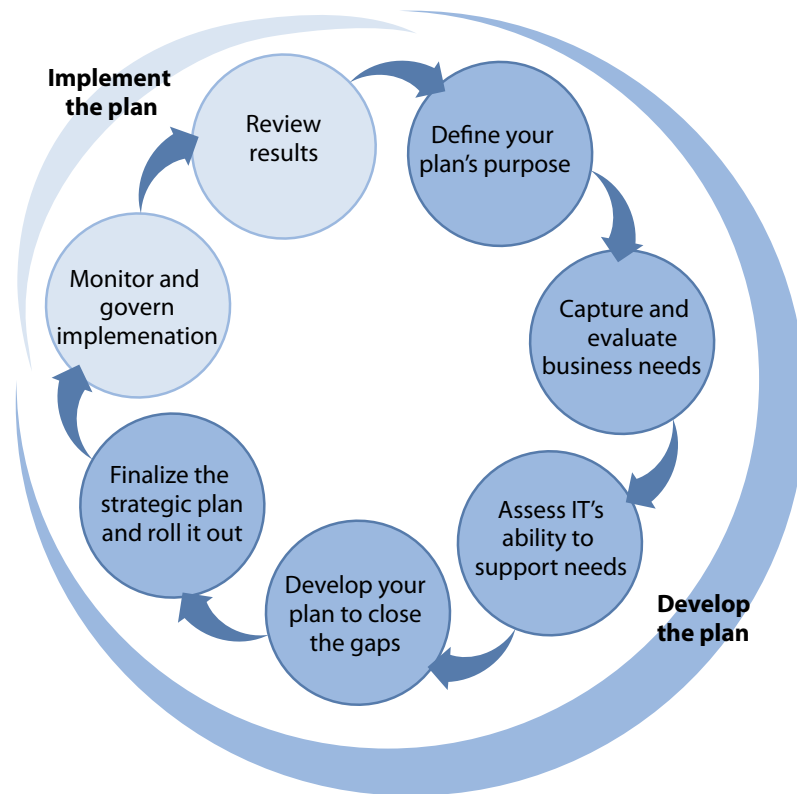 Implement
the plan
Review
results
Define your
plan's purpose
Capture and
evaluate
business needs
Assess IT's
ability to
support needs
Develop your
plan to close
the gaps
Finalize the
strategic plan
and roll it out
Monitor and
govern
implemenation
Develop
the plan